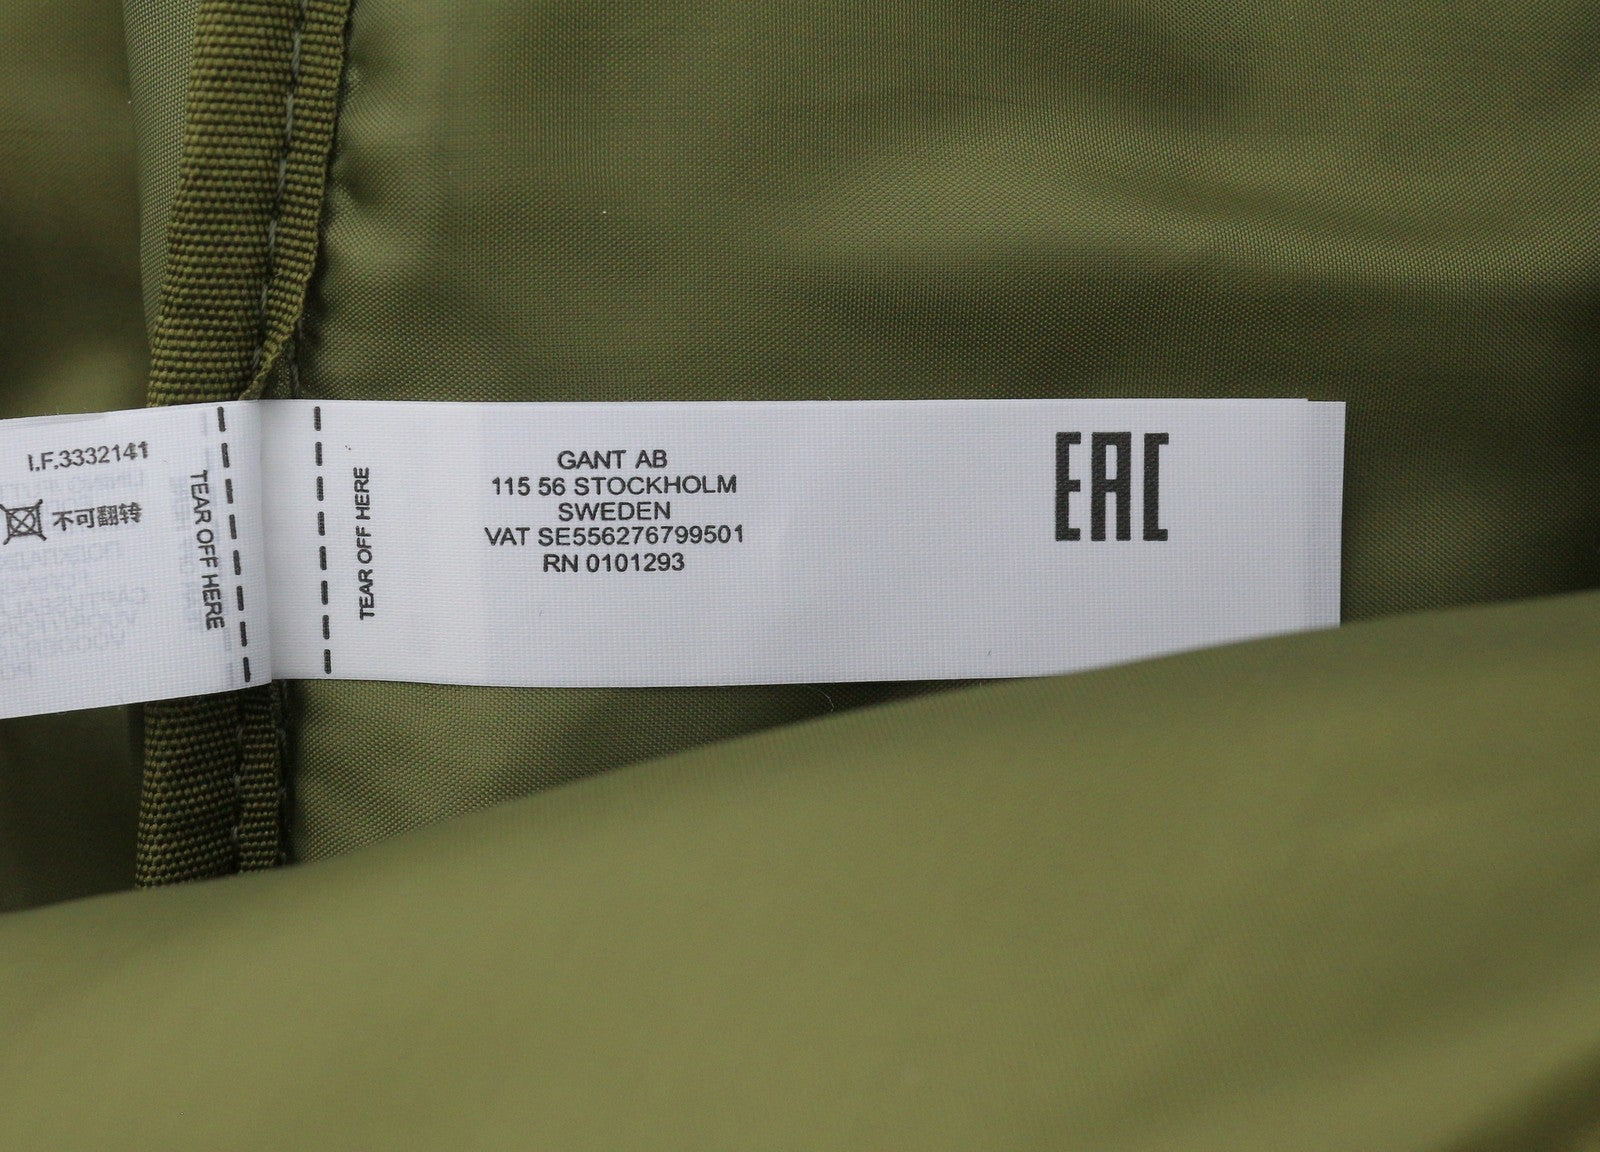 I.F.3332141
不可翻转
TEAR OFF HERE
TEAR OFF HERE
GANT AB
115 56 STOCKHOLM
SWEDEN
VAT SE556276799501
RN 0101293
EAC